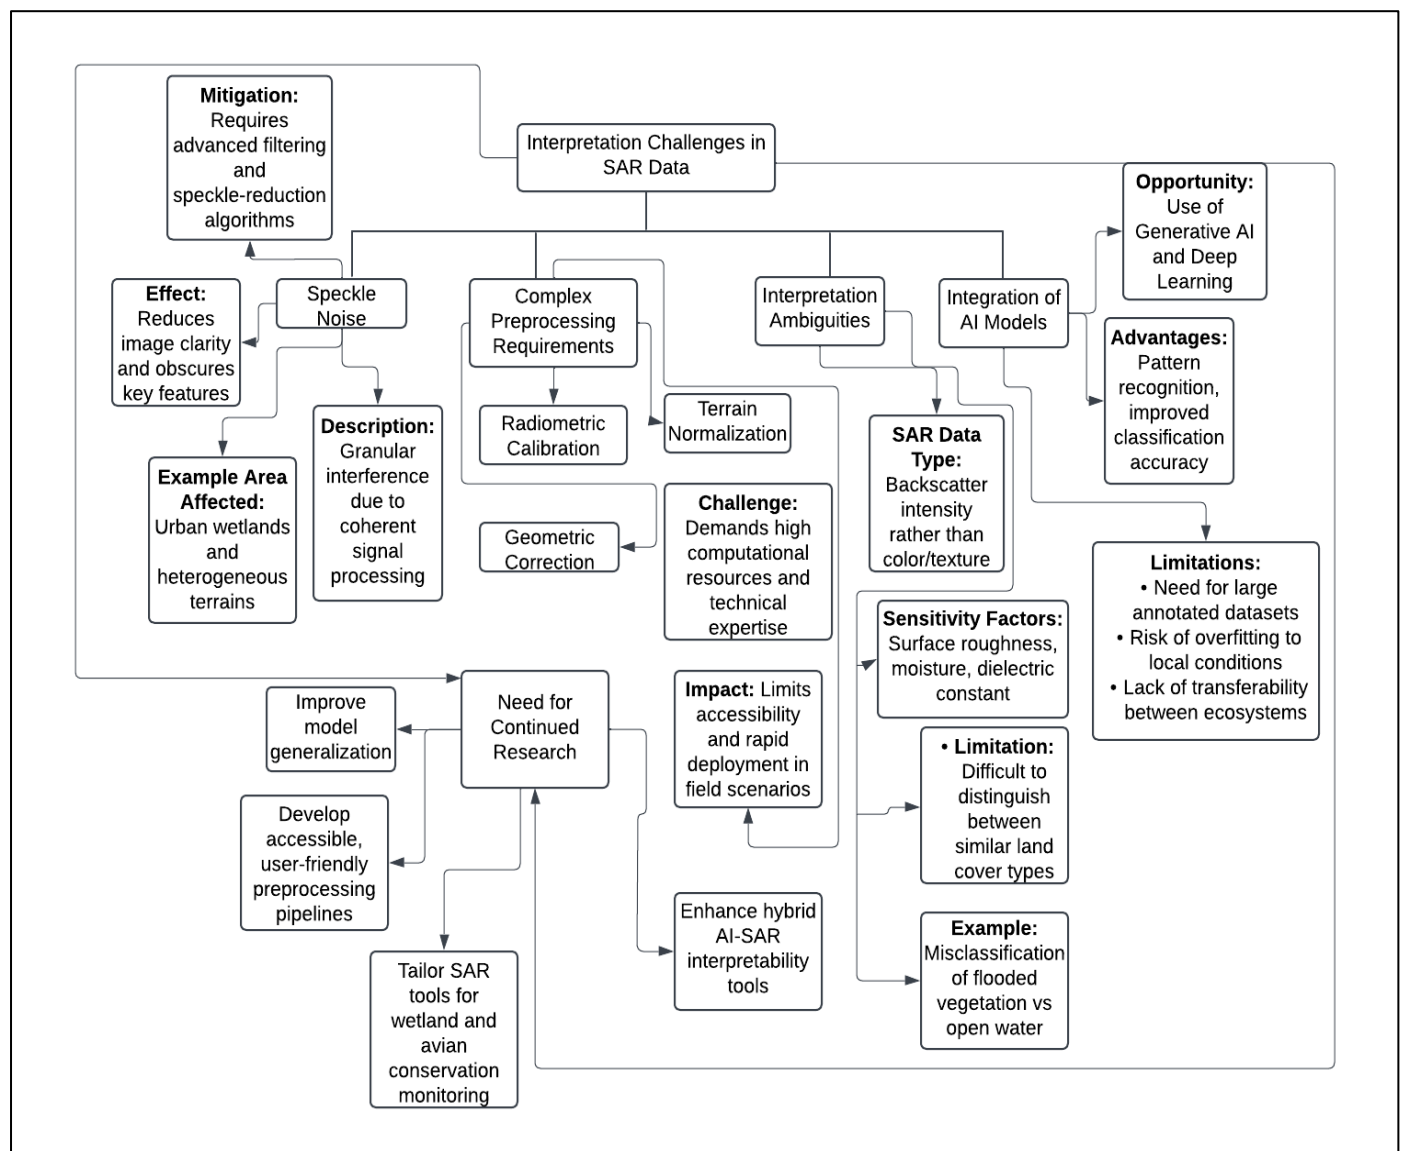 Interpretation Challenges in
SAR Data
Mitigation:
Requires
advanced filtering
and
speckle-reduction
algorithms
Opportunity:
Use of
Generative AI
and Deep
Learning
Effect:
Reduces
image clarity
and obscures
key features
Speckle
Noise
Complex
Preprocessing
Requirements
Interpretation
Ambiguities
Integration of
AI Models
Advantages:
Pattern
recognition,
improved
classification
accuracy
Example Area
Affected:
Urban wetlands
and
heterogeneous
terrains
Description:
Granular
interference
due to
coherent
signal
processing
Radiometric
Calibration
Terrain
Normalization
SAR Data
Type:
Backscatter
intensity
rather than
color/texture
Geometric
Correction
Challenge:
Demands high
computational
resources and
technical
expertise
Limitations:
• Need for large
annotated datasets
• Risk of overfitting to
local conditions
• Lack of transferability
between ecosystems
Sensitivity Factors:
Surface roughness,
moisture, dielectric
constant
Improve
model
generalization
Need for
Continued
Research
Impact: Limits
accessibility
and rapid
deployment in
field scenarios
• Limitation:
Difficult to
distinguish
between
similar land
cover types
Develop
accessible,
user-friendly
preprocessing
pipelines
Enhance hybrid
AI-SAR
interpretability
tools
Example:
Misclassification
of flooded
vegetation vs
open water
Tailor SAR
tools for
wetland and
avian
conservation
monitoring